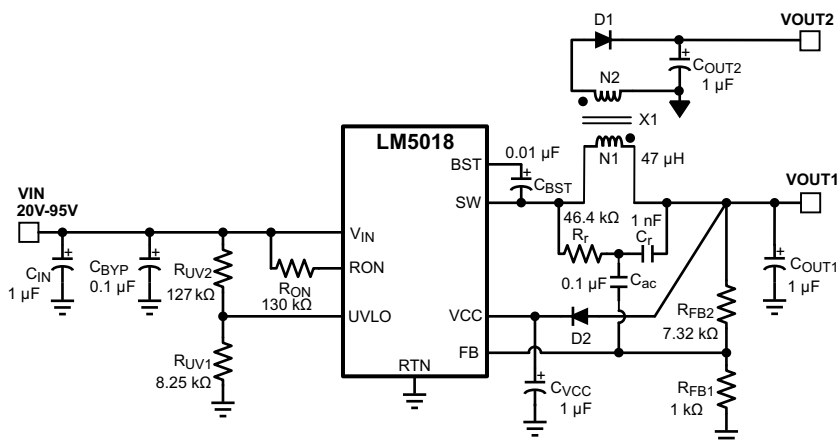 VOUT2
D1
+
COUT2
1 µF
N2
X1
LM5018
BST
0.01 µF
+
CBST
N1
47 µH
VIN
20V-95V
SW
VOUT1
46.4 kΩ
1 nF
Rr
Cr
VIN
+
CIN
1 µF
+
CBYP
0.1 µF
RUV2
127 kΩ
RON
RON
130 kΩ
0.1 µF
Cac
+
COUT1
1 µF
UVLO
VCC
D2
RFB2
7.32 kΩ
FB
RUV1
8.25 kΩ
RTN
+
CVCC
1 µF
RFB1
1 kΩ